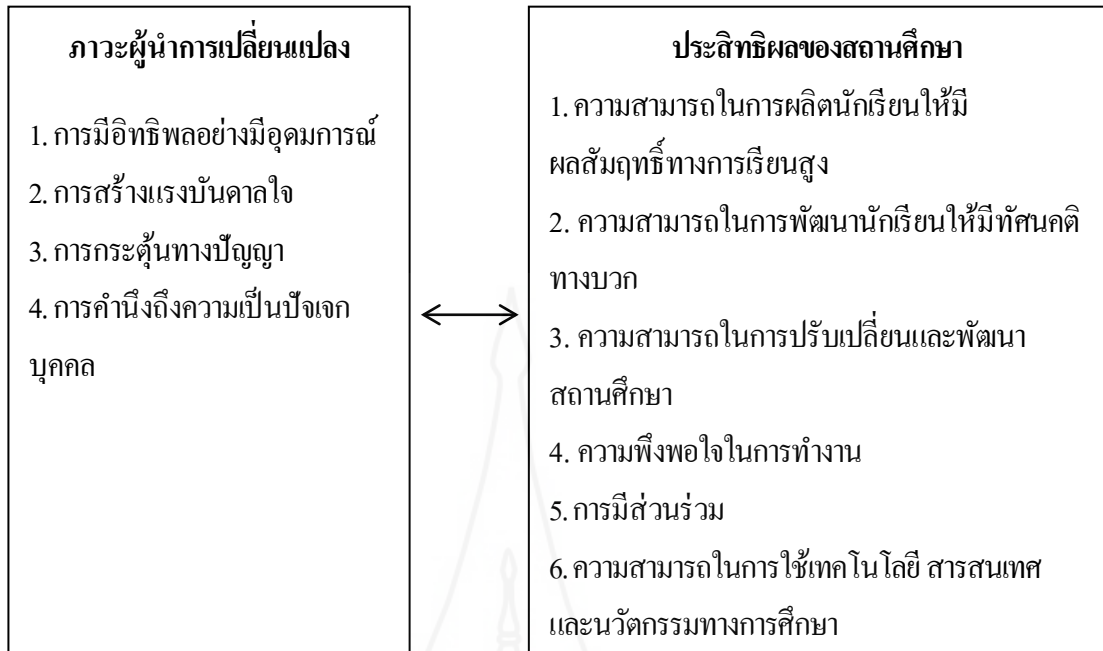 ภาวะผู้นำการเปลี่ยนแปลง
1. การมีอิทธิพลอย่างมีอุดมการณ์
2. การสร้างแรงบันดาลใจ
3. การกระตุ้นทางปัญญา
4. การคำนึงถึงความเป็นปัจเจก
บุคคล
ประสิทธิผลของสถานศึกษา
1. ความสามารถในการผลิตนักเรียนให้มี
ผลสัมฤทธิ์ทางการเรียนสูง
2. ความสามารถในการพัฒนานักเรียนให้มีทัศนคติ
ทางบวก
3. ความสามารถในการปรับเปลี่ยนและพัฒนา
สถานศึกษา
4. ความพึงพอใจในการทำงาน
5. การมีส่วนร่วม
6. ความสามารถในการใช้เทคโนโลยี สารสนเทศ
และนวัตกรรมทางการศึกษา